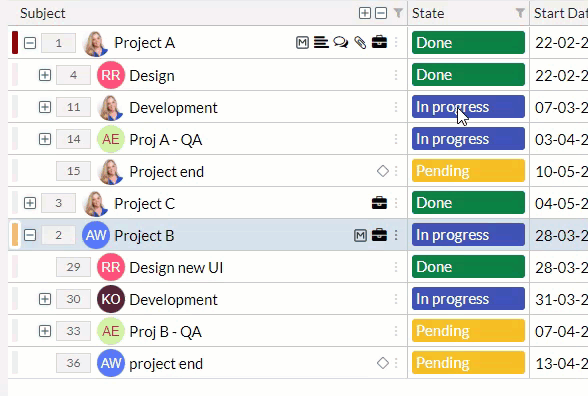 Subject State Start Dat
1 Project A M Done 22-02-2
4 RR Design Done 22-02-2
11 Development In progress 07-03-2
14 AE Proj A - QA In progress 03-04-2
15 Project end Pending 10-05-2
3 Project C Done 04-05-2
2 AW Project B M In progress 28-03-2
29 RR Design new UI Done 28-03-2
30 KO Development In progress 31-03-2
33 AE Proj B - QA Pending 07-04-2
36 AW project end Pending 13-04-2